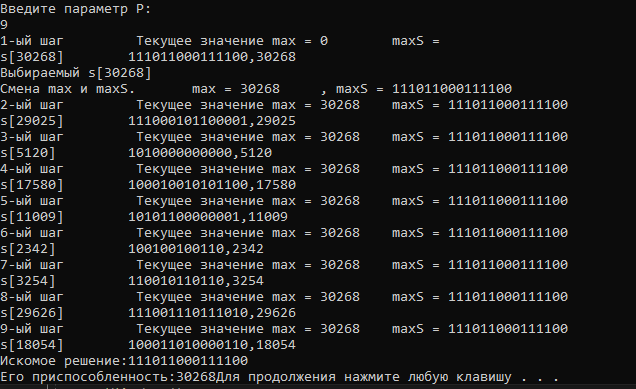 Введите параметр P:
9
1-ый шаг Текущее значение max = 0 maxS =
s[30268] 111011000111100,30268
Выбираемый s[30268]
Смена max и maxS. max = 30268 , maxS = 111011000111100
2-ый шаг Текущее значение max = 30268 maxS = 111011000111100
s[29025] 111000101100001,29025
3-ый шаг Текущее значение max = 30268 maxS = 111011000111100
s[5120] 1010000000000,5120
4-ый шаг Текущее значение max = 30268 maxS = 111011000111100
s[17580] 100010010101100,17580
5-ый шаг Текущее значение max = 30268 maxS = 111011000111100
s[11009] 10101100000001,11009
6-ый шаг Текущее значение max = 30268 maxS = 111011000111100
s[2342] 100100100110,2342
7-ый шаг Текущее значение max = 30268 maxS = 111011000111100
s[3254] 110010110110,3254
8-ый шаг Текущее значение max = 30268 maxS = 111011000111100
s[29626] 111001110111010,29626
9-ый шаг Текущее значение max = 30268 maxS = 111011000111100
s[18054] 100011010000110,18054
Искомое решение:111011000111100
Его приспособленность:30268Для продолжения нажмите любую клавишу . . .